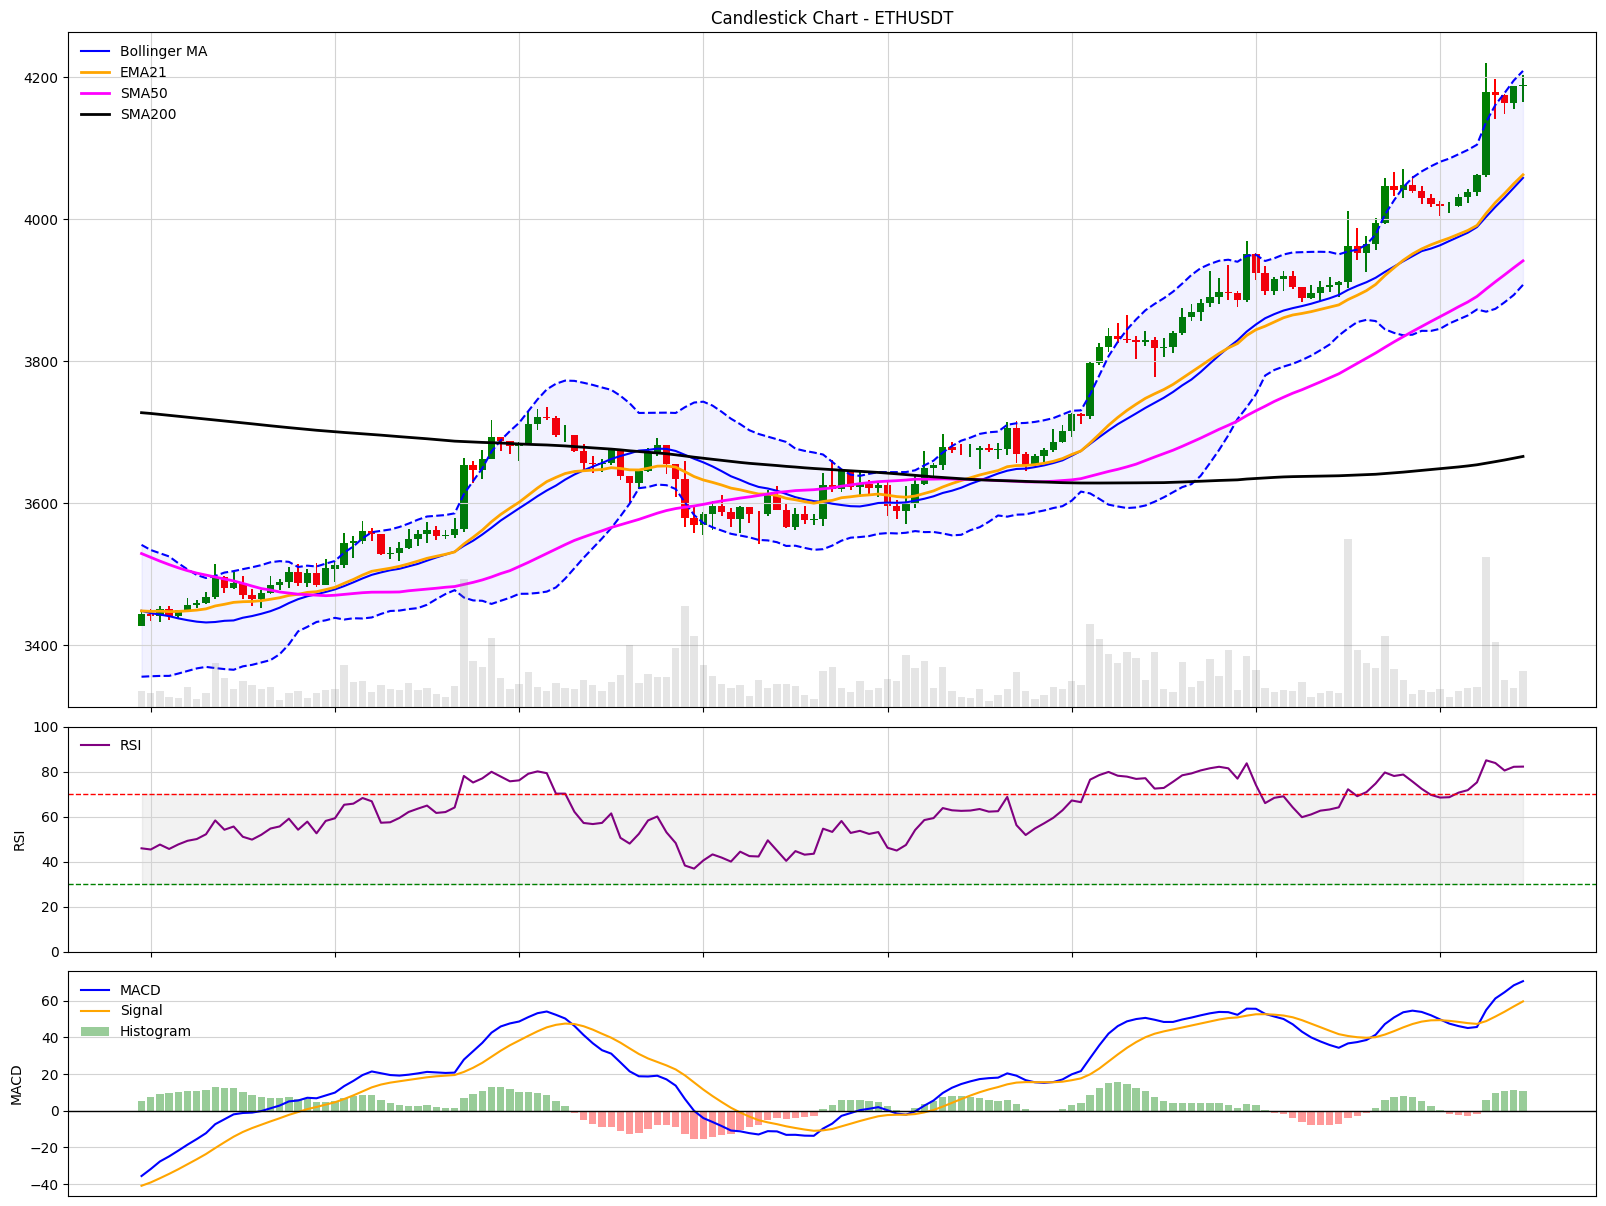 Candlestick Chart - ETHUSDT
Bollinger MA
EMA21
SMA50
SMA200
4200
4000
3800
3600
3400
RSI
100
80
60
40
20
0
RSI
MACD
Signal
Histogram
60
40
20
0
−20
−40
MACD